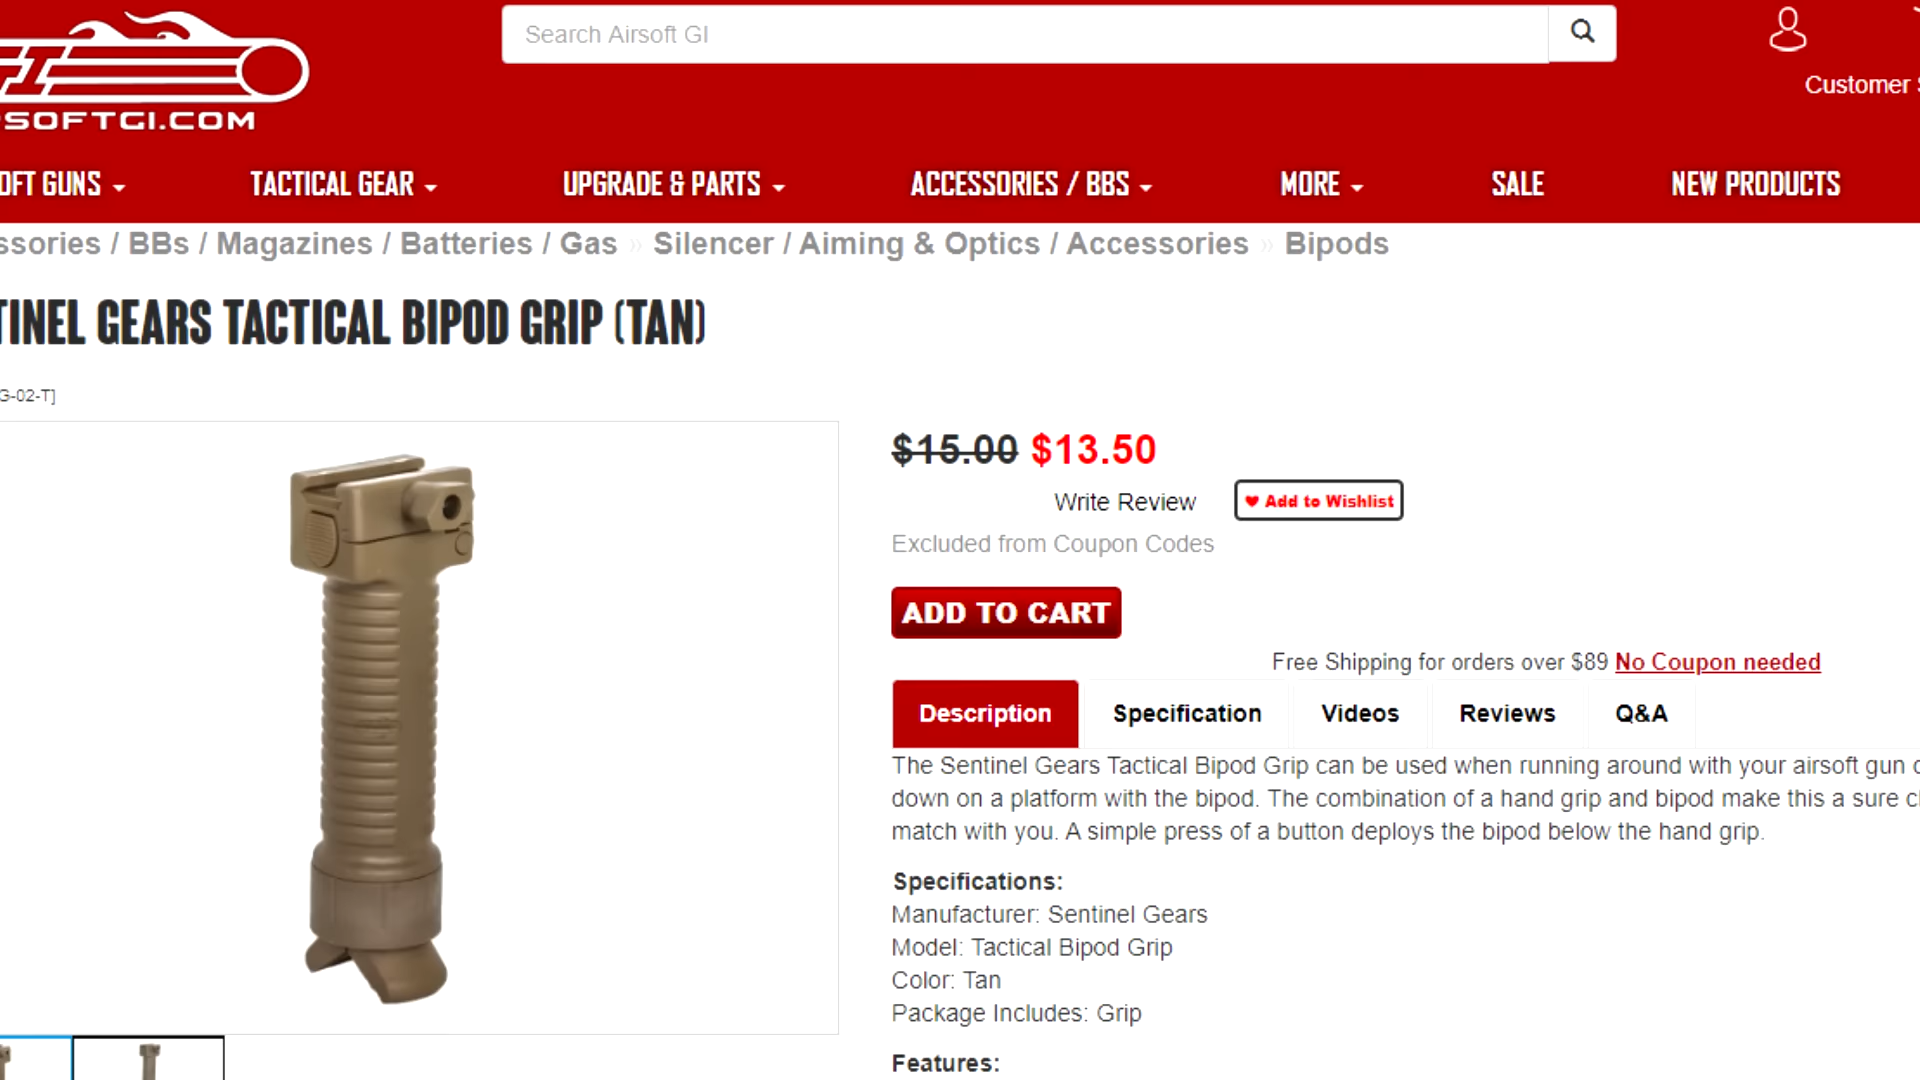 Search Airsoft GI
SOFTGI.COM
Customer
OFT GUNS
TACTICAL GEAR
UPGRADE & PARTS
ACCESSORIES / BBS
MORE
SALE
NEW PRODUCTS
ssories / BBs / Magazines / Batteries / Gas » Silencer / Aiming & Optics / Accessories » Bipods
TINEL GEARS TACTICAL BIPOD GRIP (TAN)
G-02-T]
$15.00 $13.50
Write Review
Add to Wishlist
Excluded from Coupon Codes
ADD TO CART
Free Shipping for orders over $89 No Coupon needed
Description
Specification
Videos
Reviews
Q&A
The Sentinel Gears Tactical Bipod Grip can be used when running around with your airsoft gun
down on a platform with the bipod. The combination of a hand grip and bipod make this a sure
match with you. A simple press of a button deploys the bipod below the hand grip.
Specifications:
Manufacturer: Sentinel Gears
Model: Tactical Bipod Grip
Color: Tan
Package Includes: Grip
Features: